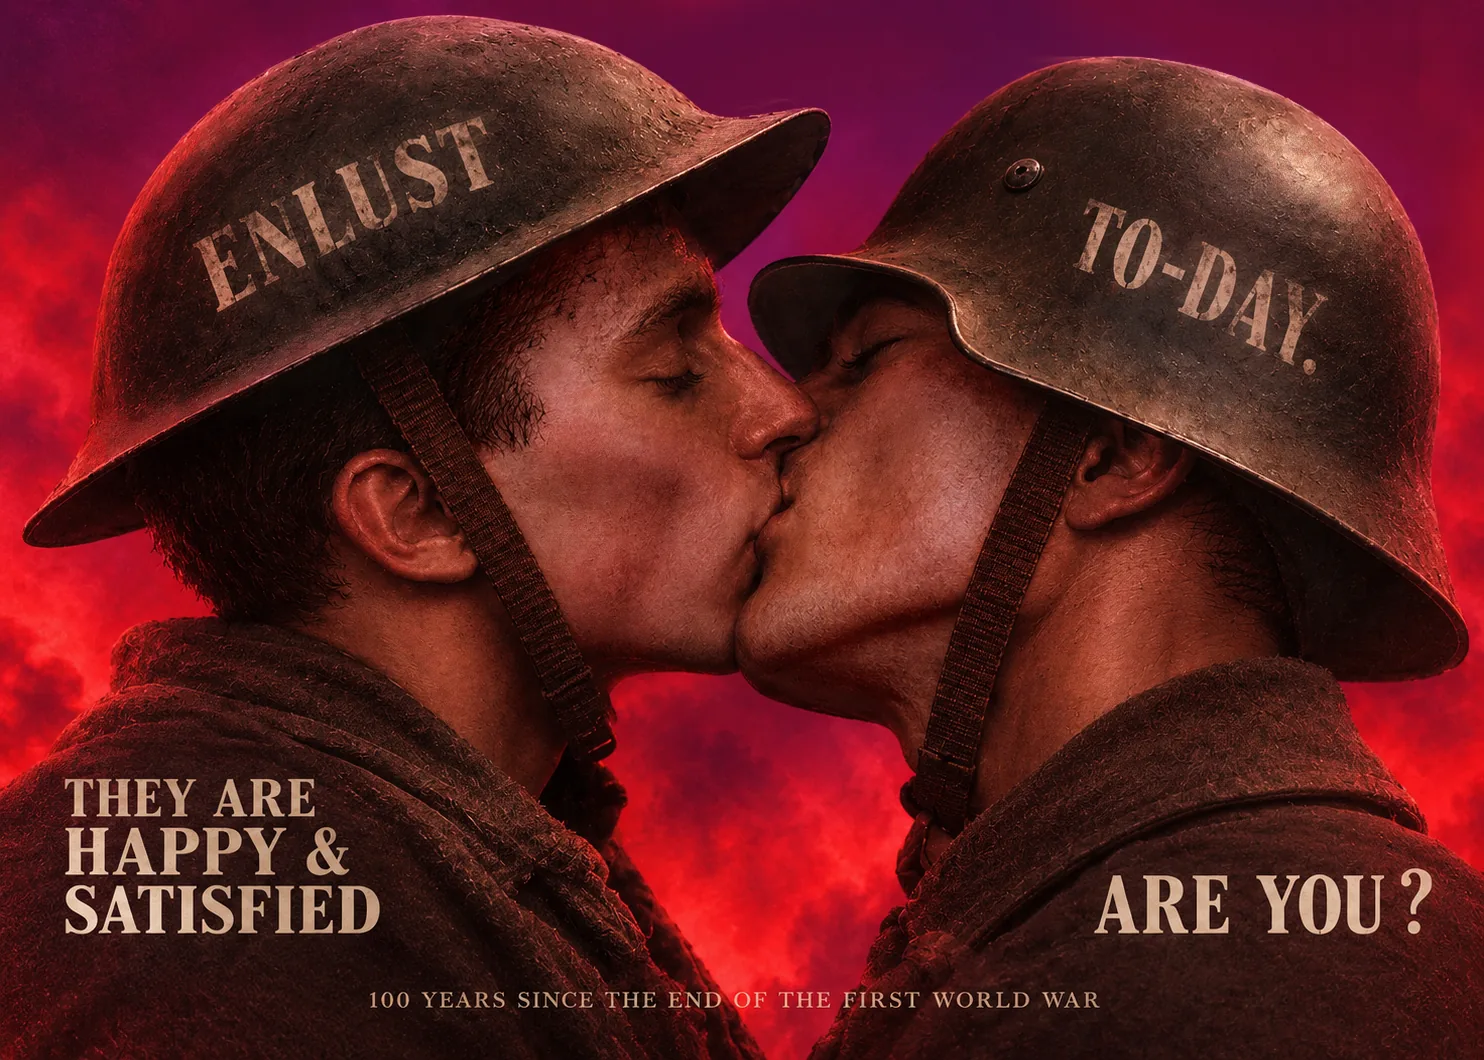 ENLUST
TO-DAY.
THEY ARE
HAPPY &
SATISFIED
ARE YOU?
100 YEARS SINCE THE END OF THE FIRST WORLD WAR